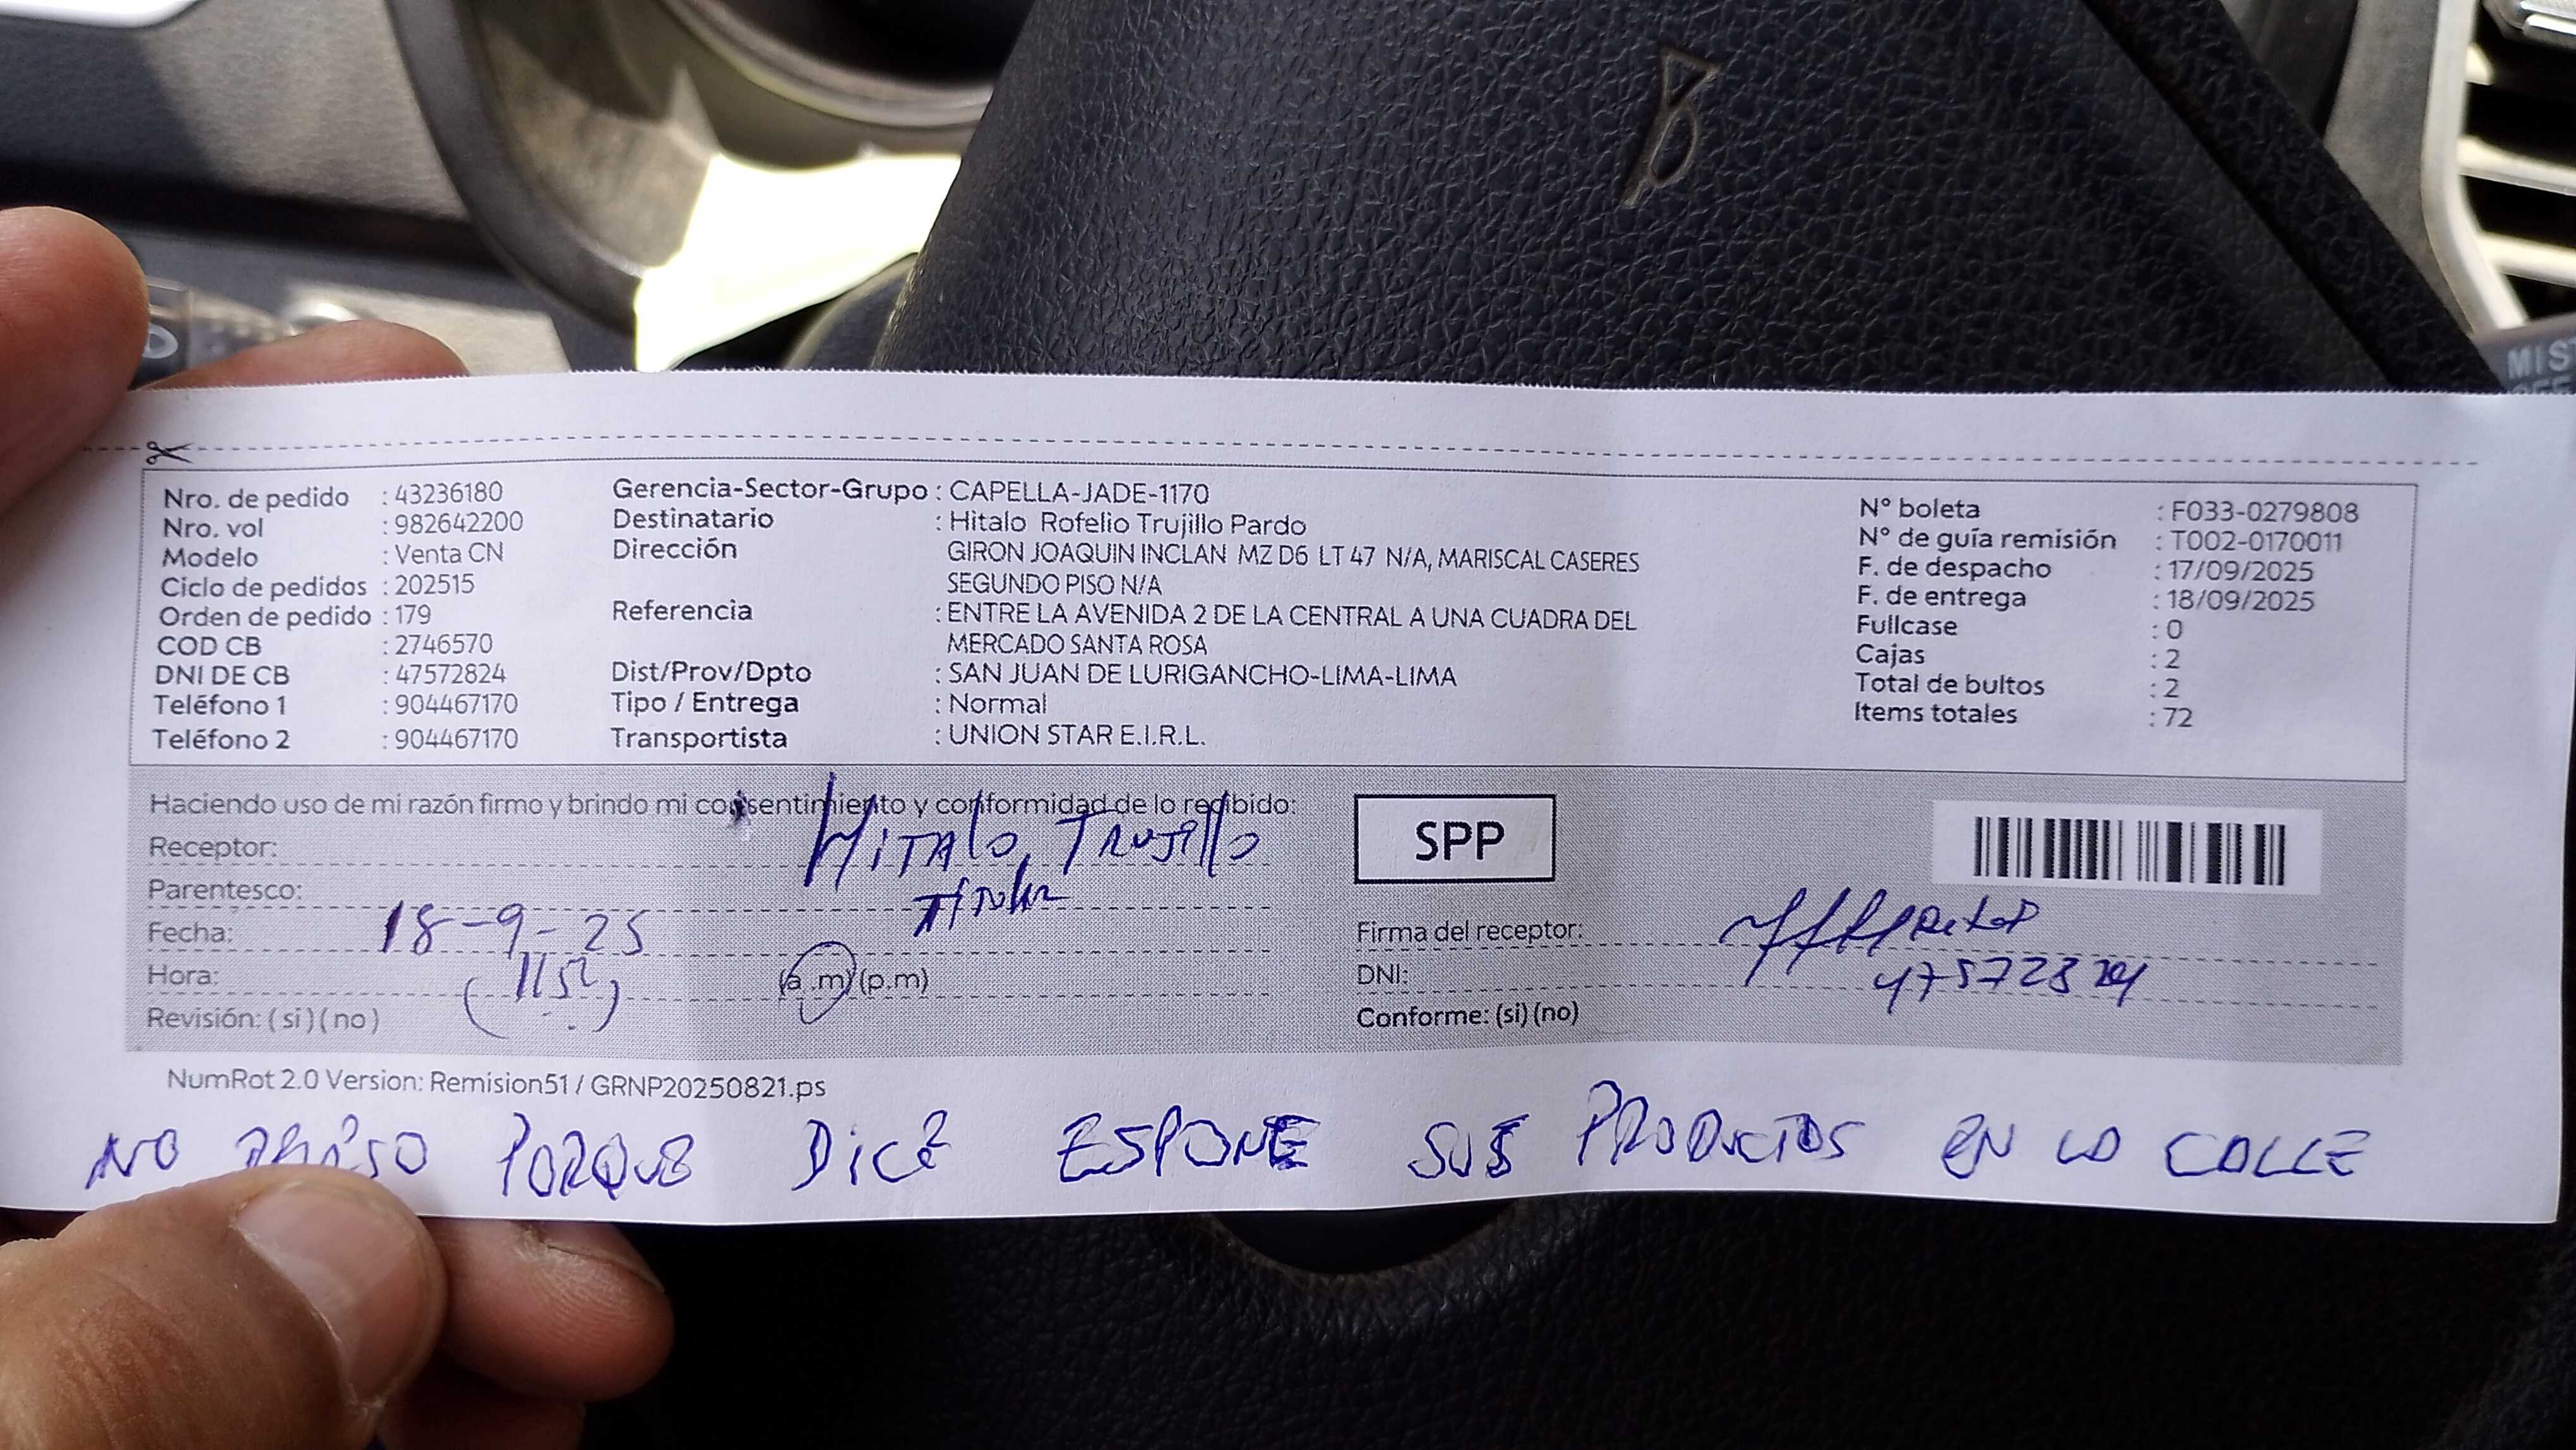 Nro. de pedido : 43236180
Nro. vol : 982642200
Modelo : Venta CN
Ciclo de pedidos : 202515
Orden de pedido : 179
COD CB : 2746570
DNI DE CB : 47572824
Teléfono 1 : 904467170
Teléfono 2 : 904467170
Gerencia-Sector-Grupo : CAPELLA-JADE-1170
Destinatario : Hitalo Rofelio Trujillo Pardo
Dirección GIRON JOAQUIN INCLAN MZ D6 LT 47 N/A, MARISCAL CASERES
SEGUNDO PISO N/A
Referencia : ENTRE LA AVENIDA 2 DE LA CENTRAL A UNA CUADRA DEL
MERCADO SANTA ROSA
Dist/Prov/Dpto : SAN JUAN DE LURIGANCHO-LIMA-LIMA
Tipo / Entrega : Normal
Transportista : UNION STAR E.I.R.L.
N° boleta : F033-0279808
N° de guía remisión : T002-0170011
F. de despacho : 17/09/2025
F. de entrega : 18/09/2025
Fullcase : 0
Cajas : 2
Total de bultos : 2
Items totales : 72
Haciendo uso de mi razón firmo y brindo mi consentimiento y conformidad de lo recibido:
Receptor: HITALO TRUJILLO
Parentesco: Titular
Fecha: 18-9-25
Hora: (1152) (a.m) (p.m)
Revisión: (si) (no)
SPP
Firma del receptor:
DNI: 47572824
Conforme: (si) (no)
NumRot 2.0 Version: Remision51 / GRNP20250821.ps
NO PORQUE DICE ESPONE SUS PRODUCTOS EN LA CALLE
MIST